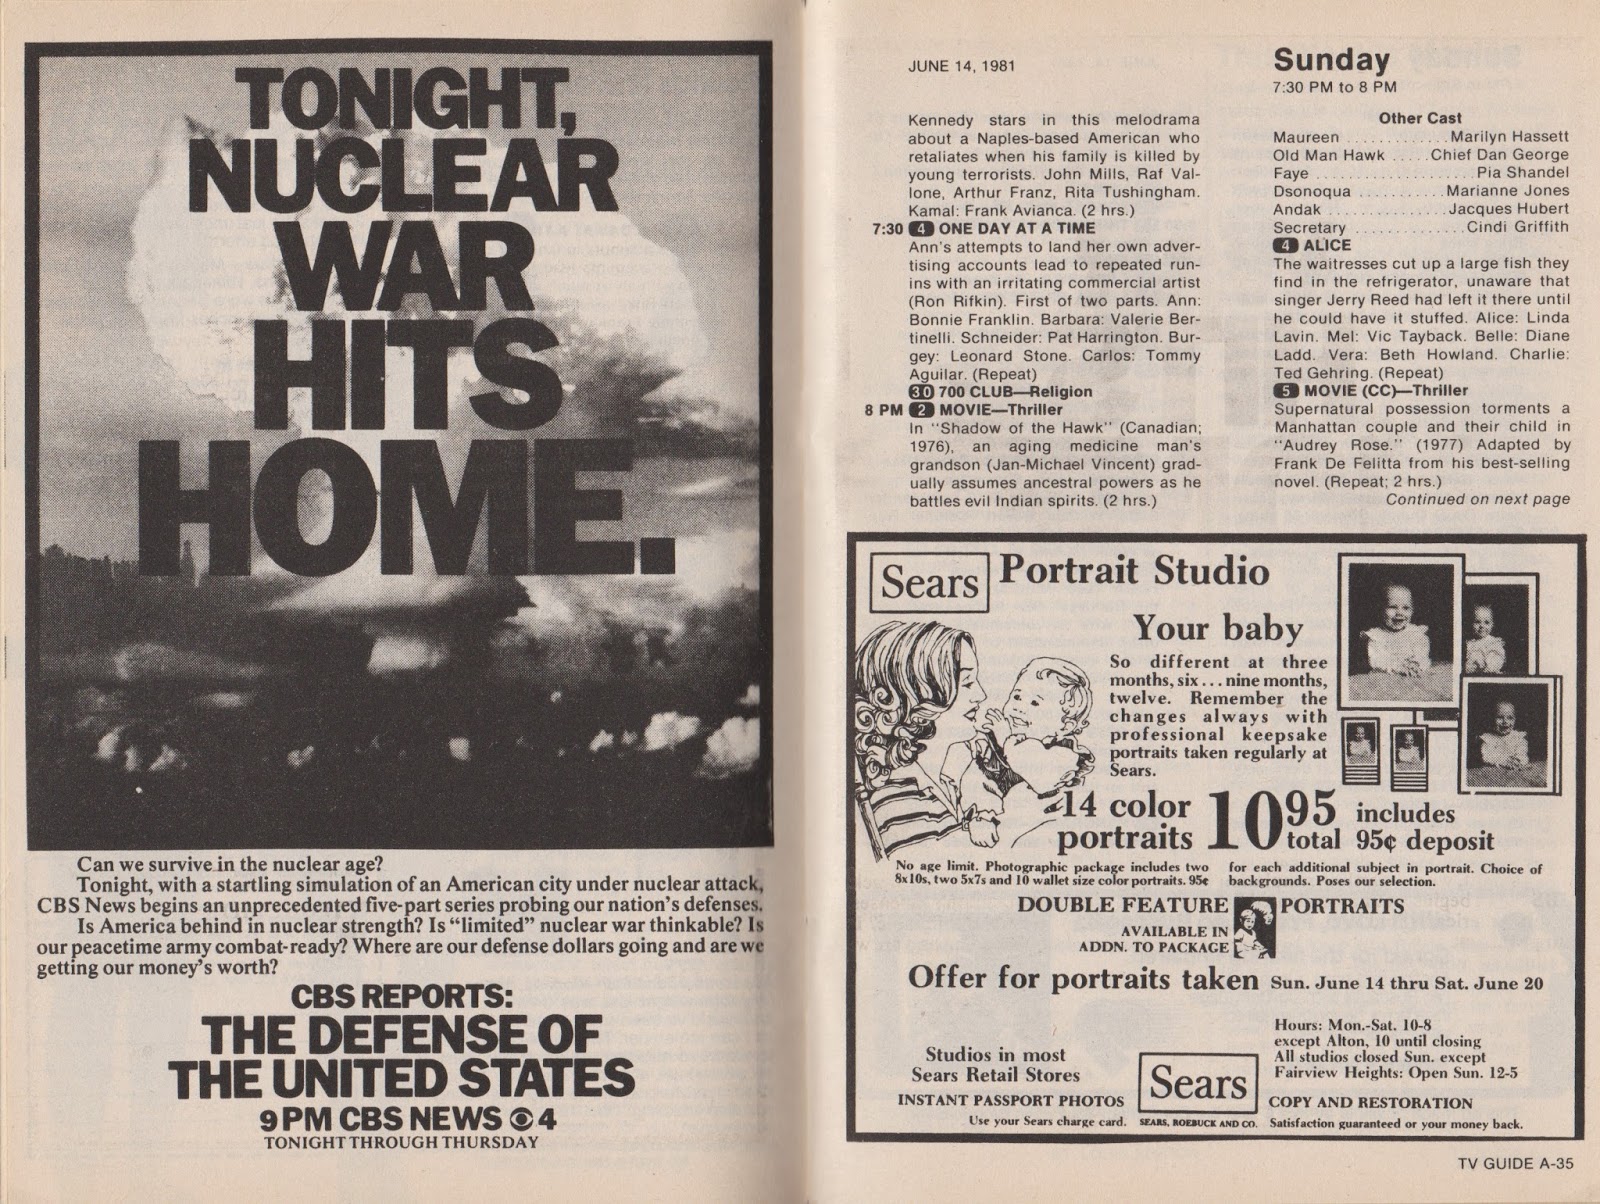 TONIGHT,
NUCLEAR
WAR
HITS
HOME.
Can we survive in the nuclear age?
Tonight, with a startling simulation of an American city under nuclear attack,
CBS News begins an unprecedented five-part series probing our nation's defenses.
Is America behind in nuclear strength? Is "limited" nuclear war thinkable? Is
our peacetime army combat-ready? Where are our defense dollars going and are we
getting our money's worth?
CBS REPORTS:
THE DEFENSE OF
THE UNITED STATES
9 PM CBS NEWS 4
TONIGHT THROUGH THURSDAY
JUNE 14, 1981
Sunday
7:30 PM to 8 PM
Kennedy stars in this melodrama
about a Naples-based American who
retaliates when his family is killed by
young terrorists. John Mills, Raf Val-
lone, Arthur Franz, Rita Tushingham.
Kamal: Frank Avianca. (2 hrs.)
7:30 4 ONE DAY AT A TIME
Ann's attempts to land her own adver-
tising accounts lead to repeated run-
ins with an irritating commercial artist
(Ron Rifkin). First of two parts. Ann:
Bonnie Franklin. Barbara: Valerie Ber-
tinelli. Schneider: Pat Harrington. Bur-
gey: Leonard Stone. Carlos: Tommy
Aguilar. (Repeat)
30 700 CLUB—Religion
8 PM 2 MOVIE—Thriller
In "Shadow of the Hawk" (Canadian;
1976), an aging medicine man's
grandson (Jan-Michael Vincent) grad-
ually assumes ancestral powers as he
battles evil Indian spirits. (2 hrs.)
Other Cast
Maureen .............Marilyn Hassett
Old Man Hawk .....Chief Dan George
Faye ....................Pia Shandel
Dsonoqua ...........Marianne Jones
Andak ...............Jacques Hubert
Secretary ..............Cindi Griffith
4 ALICE
The waitresses cut up a large fish they
find in the refrigerator, unaware that
singer Jerry Reed had left it there until
he could have it stuffed. Alice: Linda
Lavin. Mel: Vic Tayback. Belle: Diane
Ladd. Vera: Beth Howland. Charlie:
Ted Gehring. (Repeat)
5 MOVIE (CC)—Thriller
Supernatural possession torments a
Manhattan couple and their child in
"Audrey Rose." (1977) Adapted by
Frank De Felitta from his best-selling
novel. (Repeat; 2 hrs.)
Continued on next page
Sears Portrait Studio
Your baby
So different at three
months, six... nine months,
twelve. Remember the
changes always with
professional keepsake
portraits taken regularly at
Sears.
14 color portraits 10 95 total includes 95¢ deposit
No age limit. Photographic package includes two
8x10s, two 5x7s and 10 wallet size color portraits. 95¢
for each additional subject in portrait. Choice of
backgrounds. Poses our selection.
DOUBLE FEATURE PORTRAITS
AVAILABLE IN
ADDN. TO PACKAGE
Offer for portraits taken Sun. June 14 thru Sat. June 20
Studios in most
Sears Retail Stores
INSTANT PASSPORT PHOTOS
Use your Sears charge card.
Sears
SEARS, ROEBUCK AND CO.
Hours: Mon.-Sat. 10-8
except Alton, 10 until closing
All studios closed Sun. except
Fairview Heights: Open Sun. 12-5
COPY AND RESTORATION
Satisfaction guaranteed or your money back.
TV GUIDE A-35